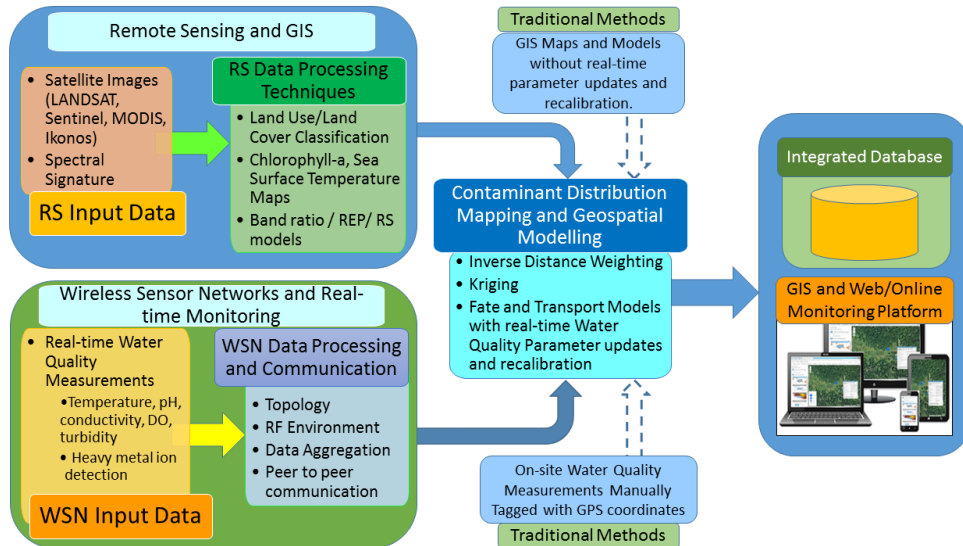 Remote Sensing and GIS
• Satellite Images
(LANDSAT,
Sentinel, MODIS,
Ikonos)
• Spectral
Signature
RS Input Data
RS Data Processing
Techniques
• Land Use/Land
Cover Classification
• Chlorophyll-a, Sea
Surface Temperature
Maps
• Band ratio / REP/ RS
models
Wireless Sensor Networks and Real-
time Monitoring
• Real-time Water
Quality
Measurements
•Temperature, pH,
conductivity, DO,
turbidity
• Heavy metal ion
detection
WSN Input Data
WSN Data Processing
and Communication
• Topology
• RF Environment
• Data Aggregation
• Peer to peer
communication
Traditional Methods
GIS Maps and Models
without real-time
parameter updates and
recalibration.
Contaminant Distribution
Mapping and Geospatial
Modelling
• Inverse Distance Weighting
• Kriging
• Fate and Transport Models
with real-time Water
Quality Parameter updates
and recalibration
On-site Water Quality
Measurements Manually
Tagged with GPS coordinates
Traditional Methods
Integrated Database
GIS and Web/Online
Monitoring Platform